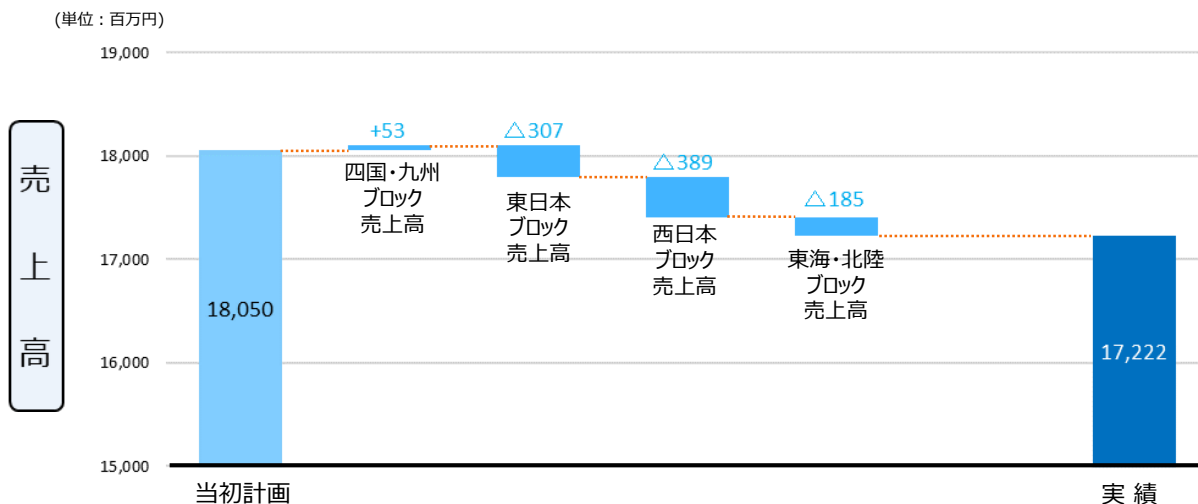 (単位：百万円)
19,000
18,000
17,000
16,000
15,000
売上高
18,050
当初計画
+53
四国・九州
ブロック
売上高
△307
東日本
ブロック
売上高
△389
西日本
ブロック
売上高
△185
東海・北陸
ブロック
売上高
17,222
実 績